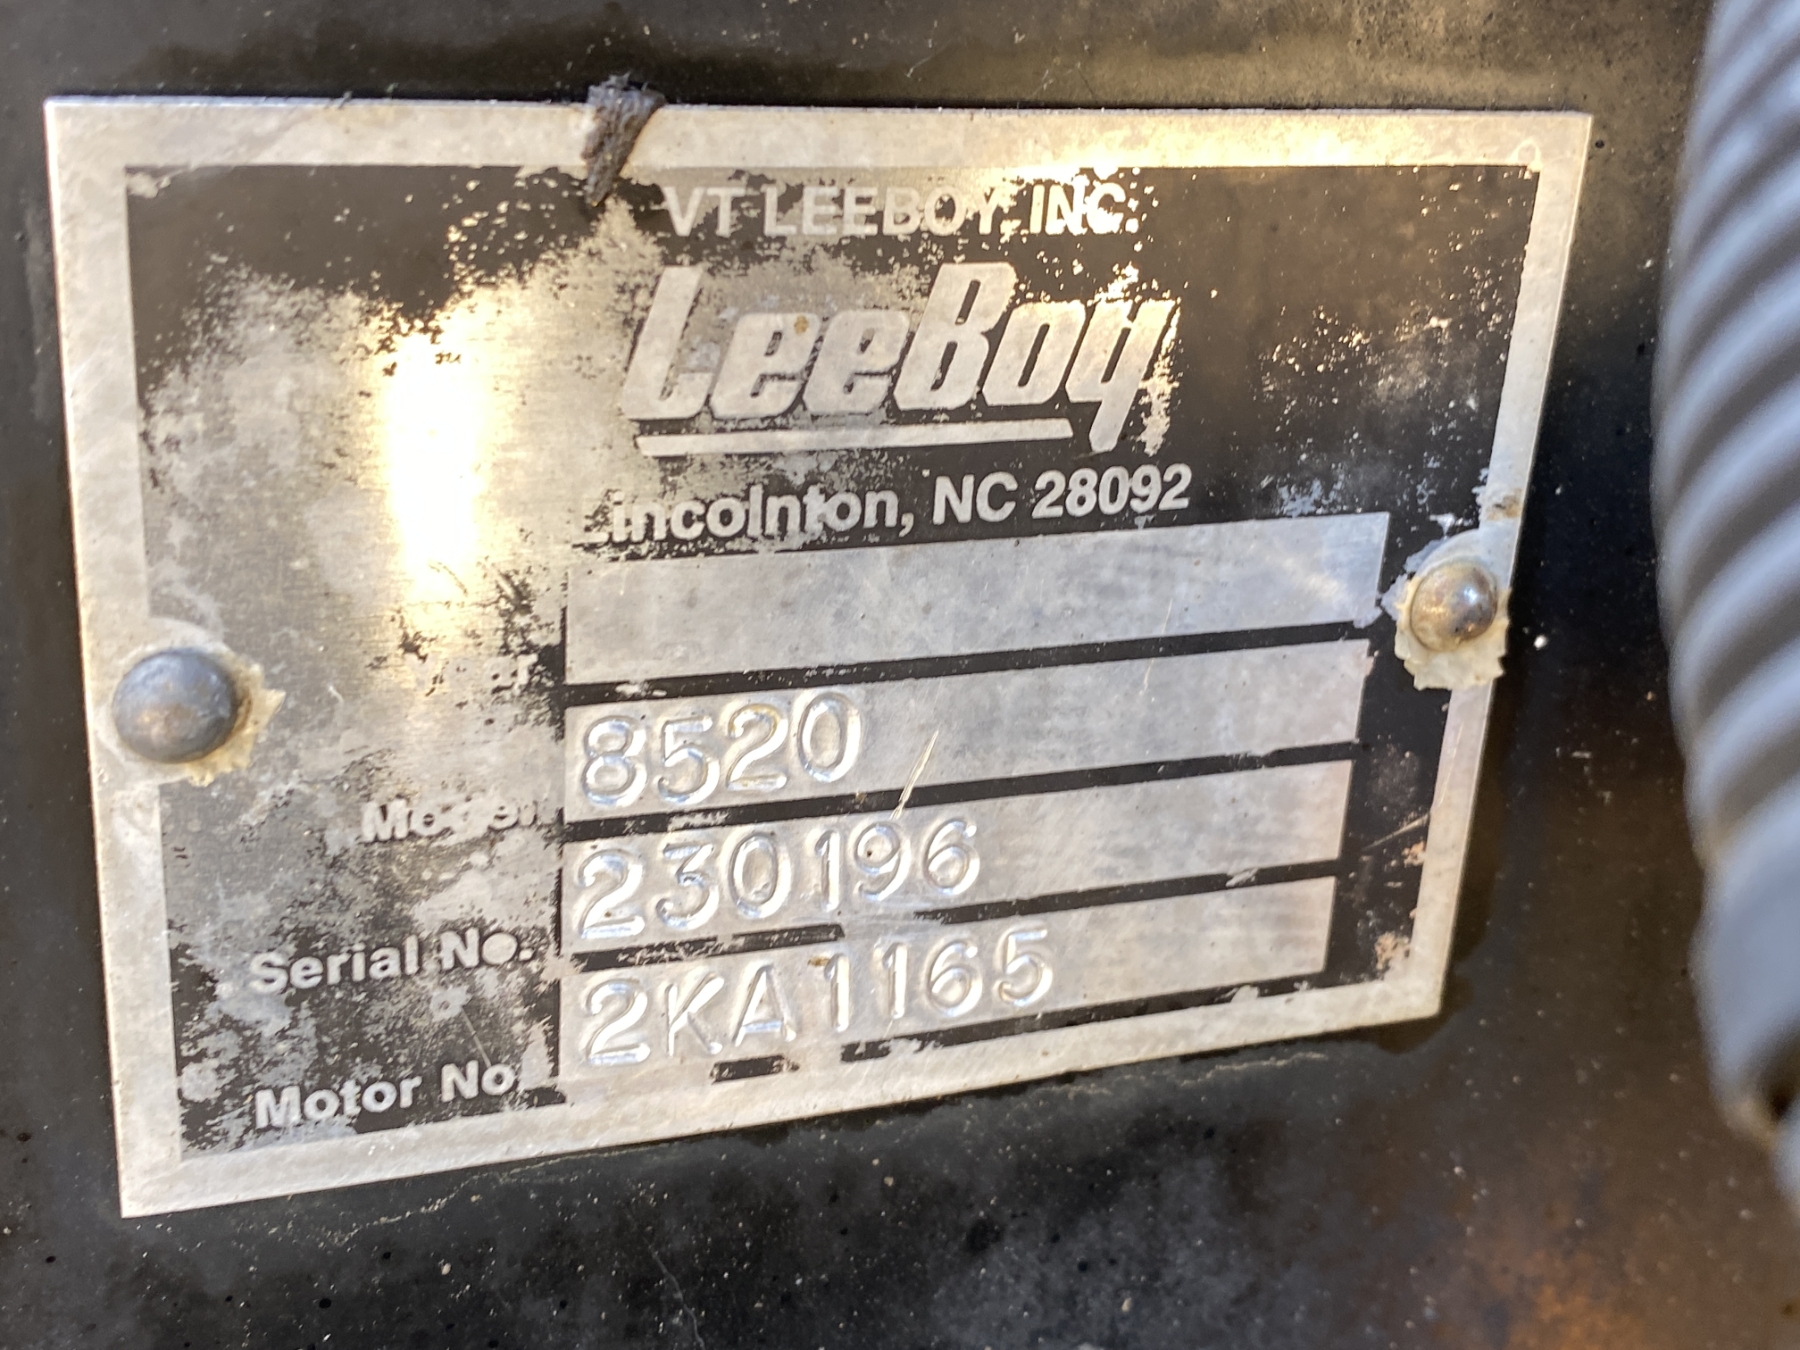 VT LEEBOY, INC.
LeeBoy
Lincolnton, NC 28092
Model 8520
Serial No. 230196
Motor No. 2KA1165